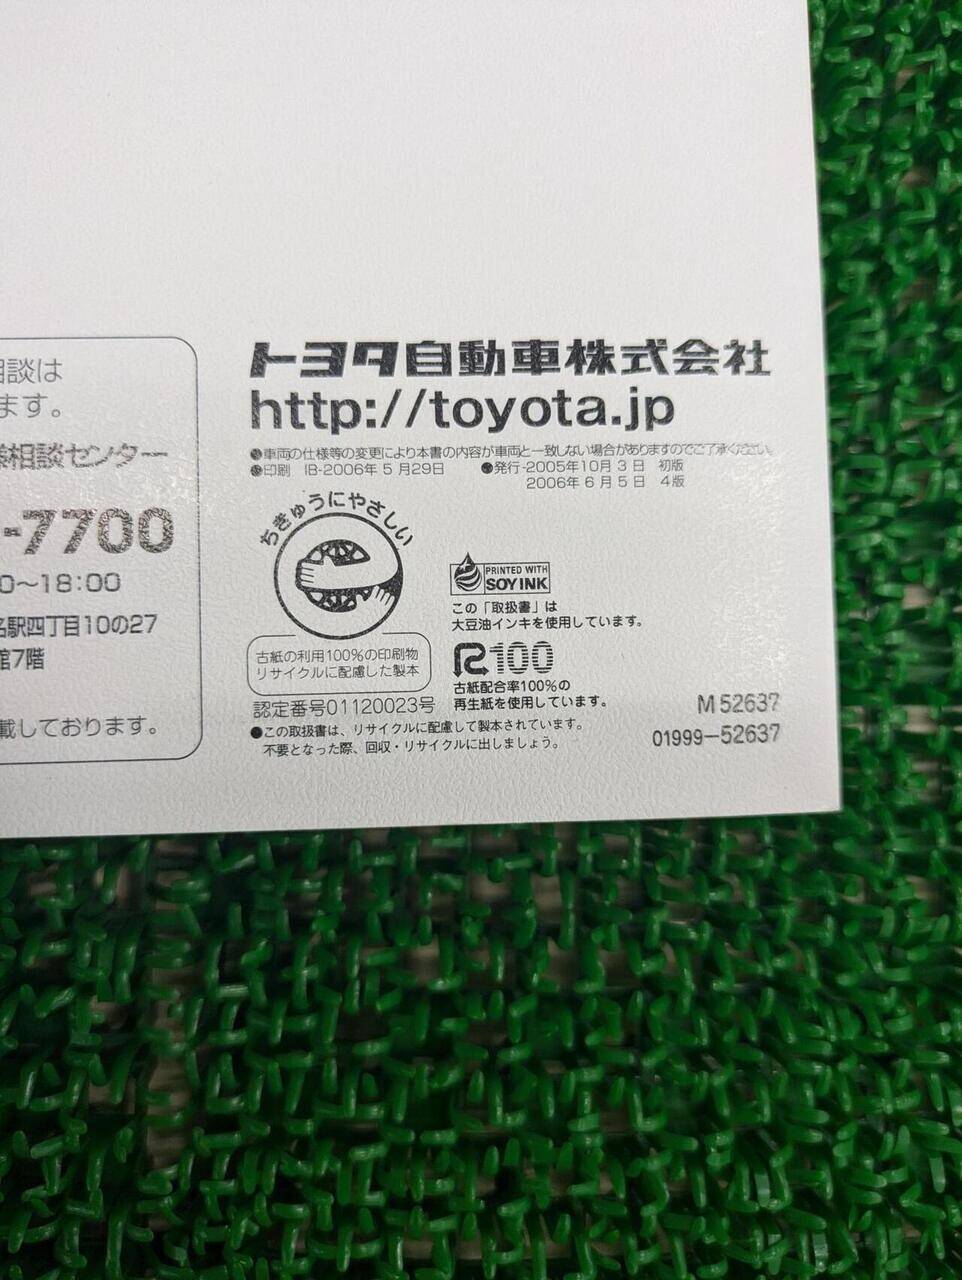 相談は
ます。
相談センター
-7700
0～18:00
名駅四丁目10の27
館7階
載しております。
トヨタ自動車株式会社
http://toyota.jp
●車両の仕様等の変更により本書の内容が車両と一致しない場合がありますのでご了承ください。
●印刷 IB-2006年5月29日 ●発行-2005年10月3日 初版
2006年6月5日 4版
ちきゅうにやさしい
古紙の利用100%の印刷物
リサイクルに配慮した製本
認定番号01120023号
PRINTED WITH
SOY INK
この「取扱書」は
大豆油インキを使用しています。
R100
古紙配合率100%の
再生紙を使用しています。
●この取扱書は、リサイクルに配慮して製本されています。
不要となった際、回収・リサイクルに出しましょう。
M 52637
01999-52637